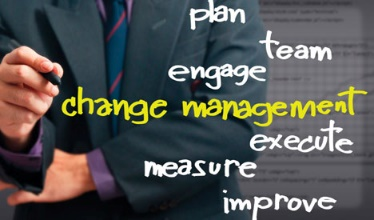 plan
team
engage
change management
execute
measure
improve